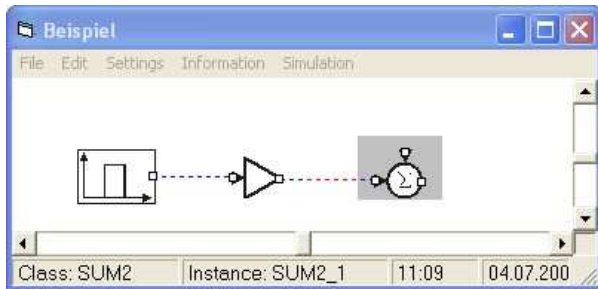 Beispiel
File Edit Settings Information Simulation
Σ
Class: SUM2 Instance: SUM2_1 11:09 04.07.200